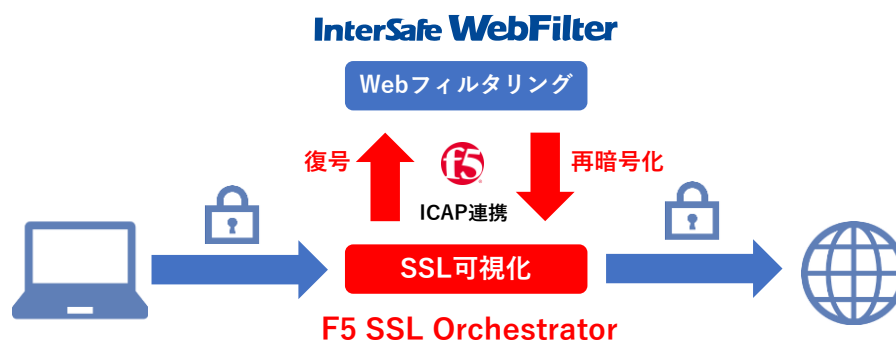 InterSafe WebFilter
Webフィルタリング
復号
f5
再暗号化
ICAP連携
SSL可視化
F5 SSL Orchestrator